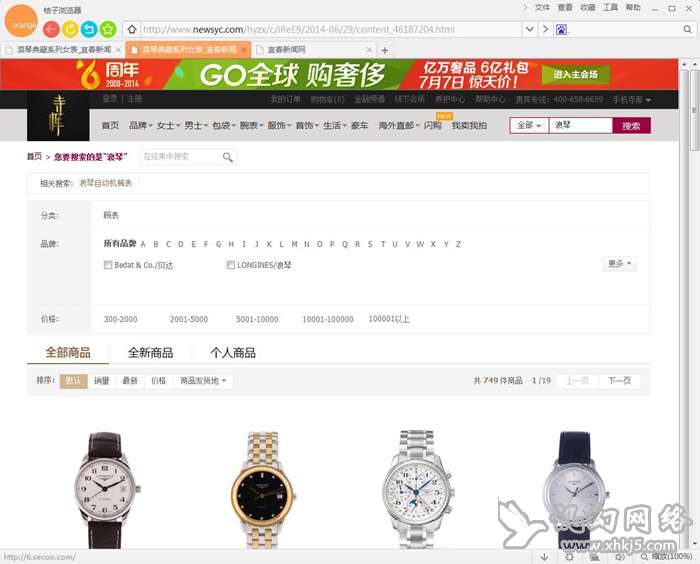 桔子浏览器
文件 查看 收藏 工具 帮助
orange
http://www.newsyc.com/hyzx/c/iReE9/2014-06/29/content_46187204.html
浪琴典藏系列女表_宜春新闻 浪琴典藏系列女表_宜春新闻 宜春新闻网
6周年
2008-2014
GO全球 购奢侈
亿万奢品 6亿礼包
7月7日 惊天价!
进入主会场
登录 | 注册 我的订单 购物车(0) 金融频道 线下会所 养护中心 帮助中心 贵宾专线：400-658-6659 手机寺库
首页 品牌 女士 男士 包袋 腕表 服饰 首饰 生活 豪车 海外直邮 闪购 NEW 我卖我拍
全部 浪琴 搜索
首页 > 您要搜索的是"浪琴" 在结果中搜索
相关搜索： 浪琴自动机械表
分类： 腕表
品牌： 所有品牌 A B C D E F G H I J K L M N O P Q R S T U V W X Y Z
Bedat & Co./贝达 LONGINES/浪琴 更多
价格： 300-2000 2001-5000 5001-10000 10001-100000 100001以上
全部商品 全新商品 个人商品
排序： 默认 销量 最新 价格 商品发货地 共 749 件商品 1 /19 上一页 下一页
幻网络
www.xhkj5.com
http://6.secoo.com/
缩放(100%)